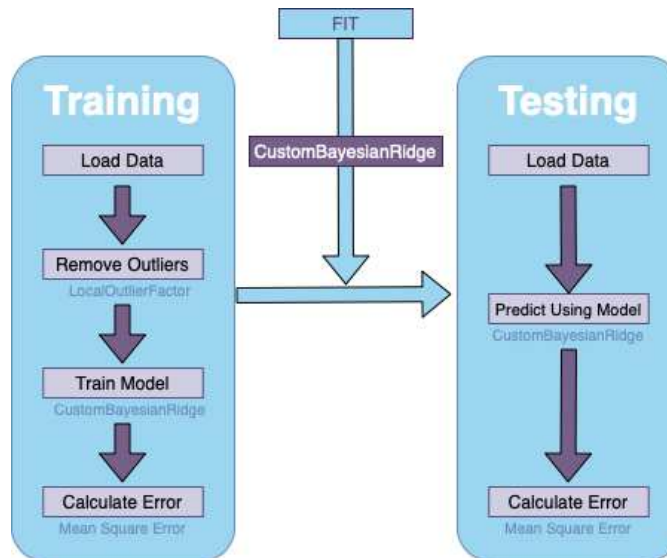 FIT
Training
Load Data
Remove Outliers
LocalOutlierFactor
Train Model
CustomBayesianRidge
Calculate Error
Mean Square Error
CustomBayesianRidge
Testing
Load Data
Predict Using Model
CustomBayesianRidge
Calculate Error
Mean Square Error